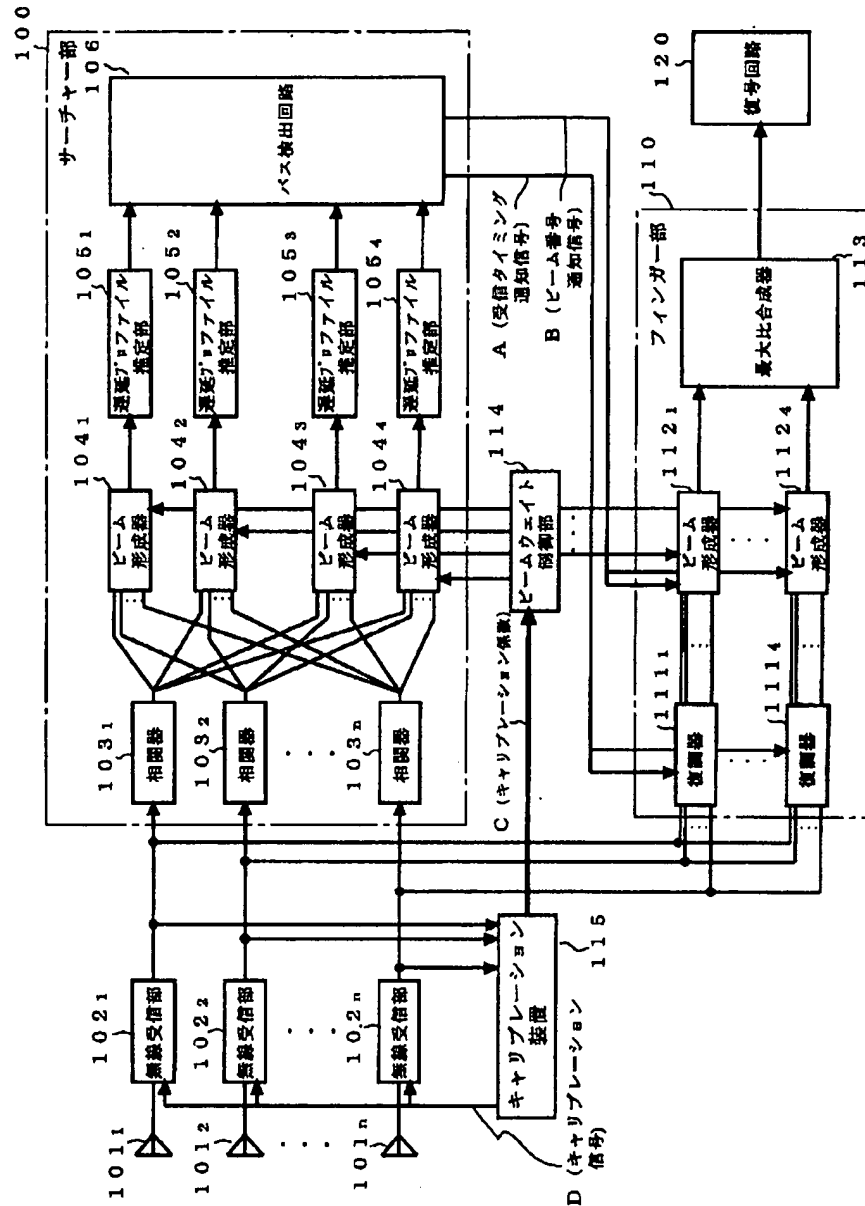 100
サーチャー部
106
パス検出回路
1051
遅延プロファイル
推定部
1052
遅延プロファイル
推定部
1053
遅延プロファイル
推定部
1054
遅延プロファイル
推定部
1041
ビーム
形成器
1042
ビーム
形成器
1043
ビーム
形成器
1044
ビーム
形成器
1031
相関器
1032
相関器
103n
相関器
1021
無線受信部
1022
無線受信部
102n
無線受信部
1011
1012
101n
D(キャリブレーション
信号)
キャリブレーション
装置
115
C(キャリブレーション係数)
114
ビームウェイト
制御部
A(受信タイミング
通知信号)
B(ビーム番号
通知信号)
110
フィンガー部
1111
復調器
1114
復調器
1121
ビーム
形成器
1124
ビーム
形成器
113
最大比合成器
120
復号回路